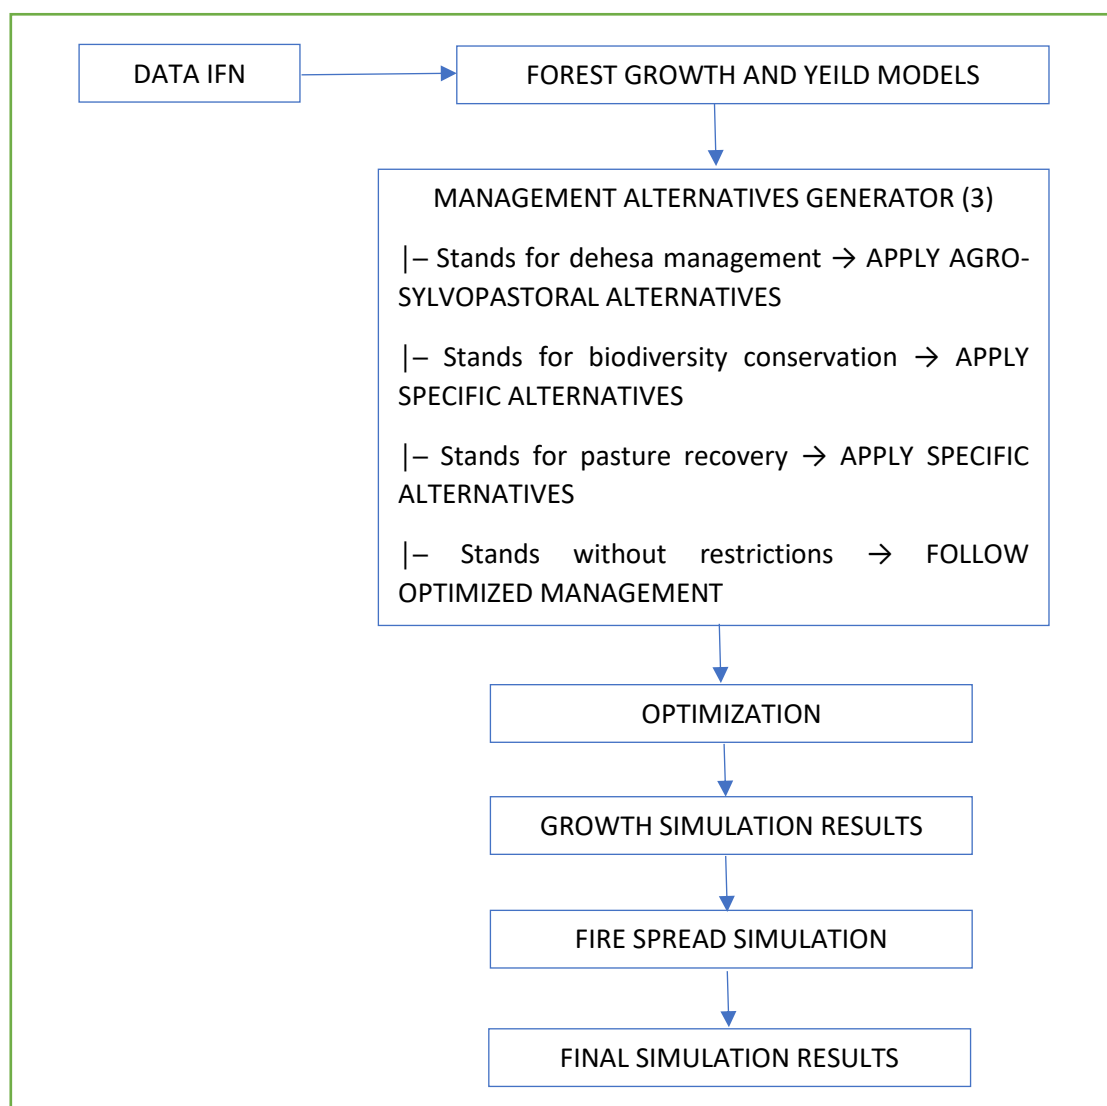 DATA IFN
FOREST GROWTH AND YEILD MODELS
MANAGEMENT ALTERNATIVES GENERATOR (3)
|– Stands for dehesa management → APPLY AGRO-
SYLVOPASTORAL ALTERNATIVES
|– Stands for biodiversity conservation → APPLY
SPECIFIC ALTERNATIVES
|– Stands for pasture recovery → APPLY SPECIFIC
ALTERNATIVES
|– Stands without restrictions → FOLLOW
OPTIMIZED MANAGEMENT
OPTIMIZATION
GROWTH SIMULATION RESULTS
FIRE SPREAD SIMULATION
FINAL SIMULATION RESULTS